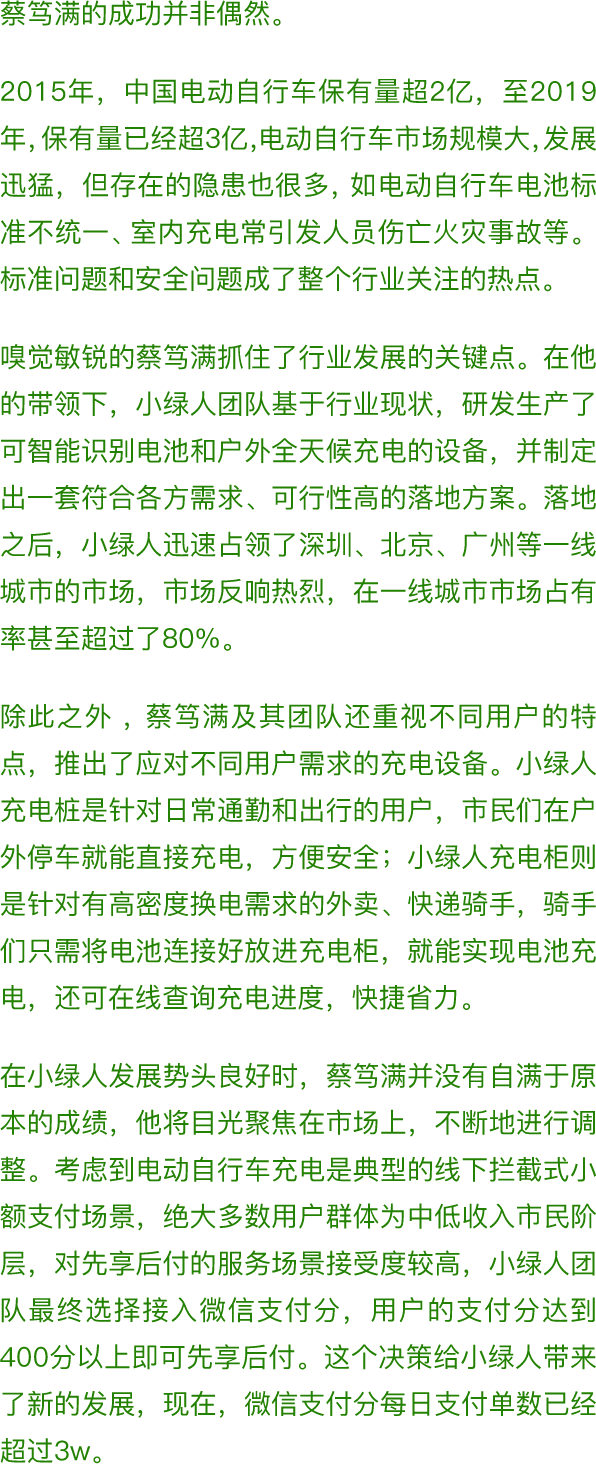 蔡笃满的成功并非偶然。
2015年，中国电动自行车保有量超2亿，至2019
年，保有量已经超3亿，电动自行车市场规模大，发展
迅猛，但存在的隐患也很多，如电动自行车电池标
准不统一、室内充电常引发人员伤亡火灾事故等。
标准问题和安全问题成了整个行业关注的热点。
嗅觉敏锐的蔡笃满抓住了行业发展的关键点。在他
的带领下，小绿人团队基于行业现状，研发生产了
可智能识别电池和户外全天候充电的设备，并制定
出一套符合各方需求、可行性高的落地方案。落地
之后，小绿人迅速占领了深圳、北京、广州等一线
城市的市场，市场反响热烈，在一线城市市场占有
率甚至超过了80%。
除此之外 ，蔡笃满及其团队还重视不同用户的特
点，推出了应对不同用户需求的充电设备。小绿人
充电桩是针对日常通勤和出行的用户，市民们在户
外停车就能直接充电，方便安全；小绿人充电柜则
是针对有高密度换电需求的外卖、快递骑手，骑手
们只需将电池连接好放进充电柜，就能实现电池充
电，还可在线查询充电进度，快捷省力。
在小绿人发展势头良好时，蔡笃满并没有自满于原
本的成绩，他将目光聚焦在市场上，不断地进行调
整。考虑到电动自行车充电是典型的线下拦截式小
额支付场景，绝大多数用户群体为中低收入市民阶
层，对先享后付的服务场景接受度较高，小绿人团
队最终选择接入微信支付分，用户的支付分达到
400分以上即可先享后付。这个决策给小绿人带来
了新的发展，现在，微信支付分每日支付单数已经
超过3w。